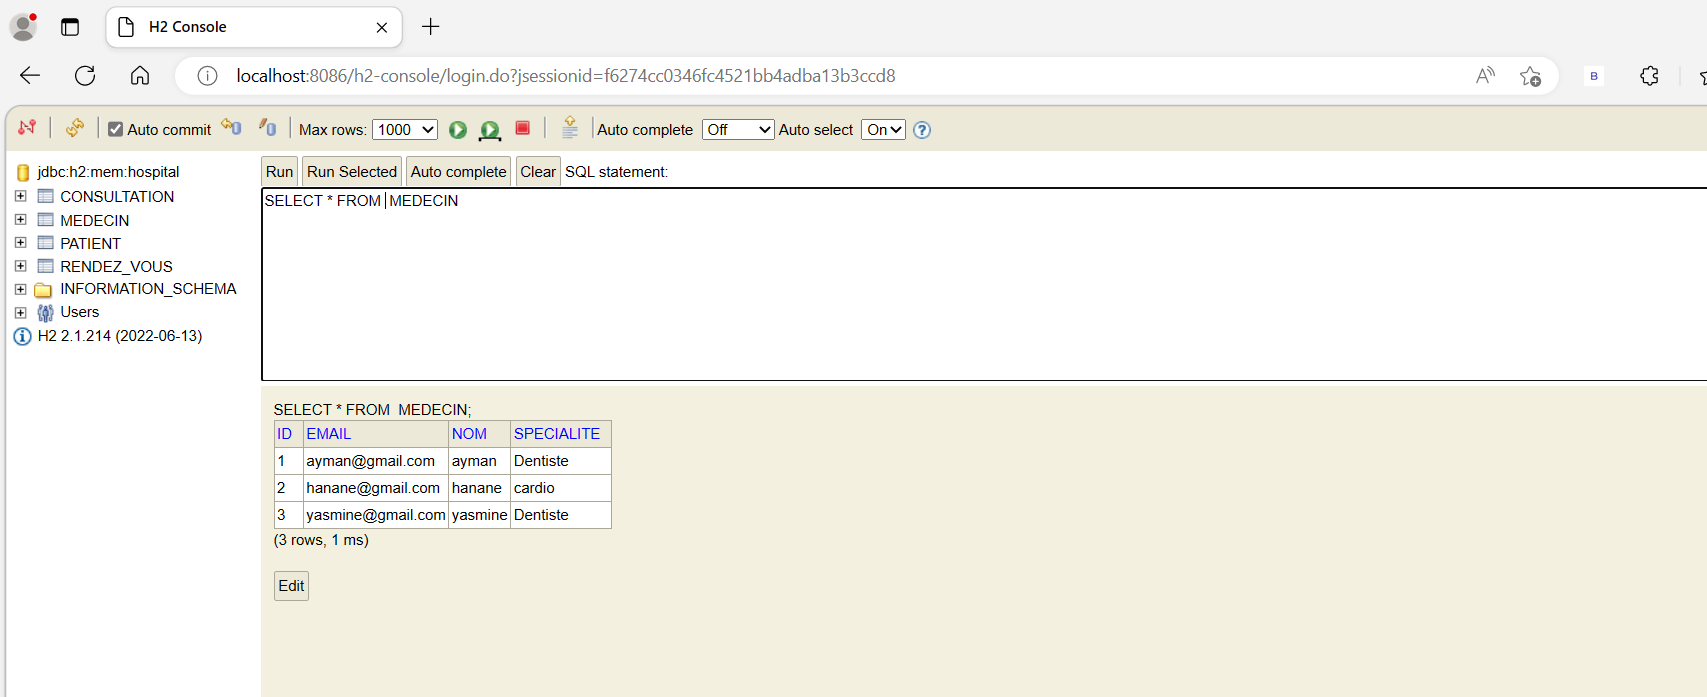 H2 Console
localhost:8086/h2-console/login.do?jsessionid=f6274cc0346fc4521bb4adba13b3ccd8
B
Auto commit Max rows: 1000 Auto complete Off Auto select On
jdbc:h2:mem:hospital
CONSULTATION
MEDECIN
PATIENT
RENDEZ_VOUS
INFORMATION_SCHEMA
Users
H2 2.1.214 (2022-06-13)
Run Run Selected Auto complete Clear SQL statement:
SELECT * FROM MEDECIN
SELECT * FROM  MEDECIN;
ID EMAIL NOM SPECIALITE
1 ayman@gmail.com ayman Dentiste
2 hanane@gmail.com hanane cardio
3 yasmine@gmail.com yasmine Dentiste
(3 rows, 1 ms)
Edit